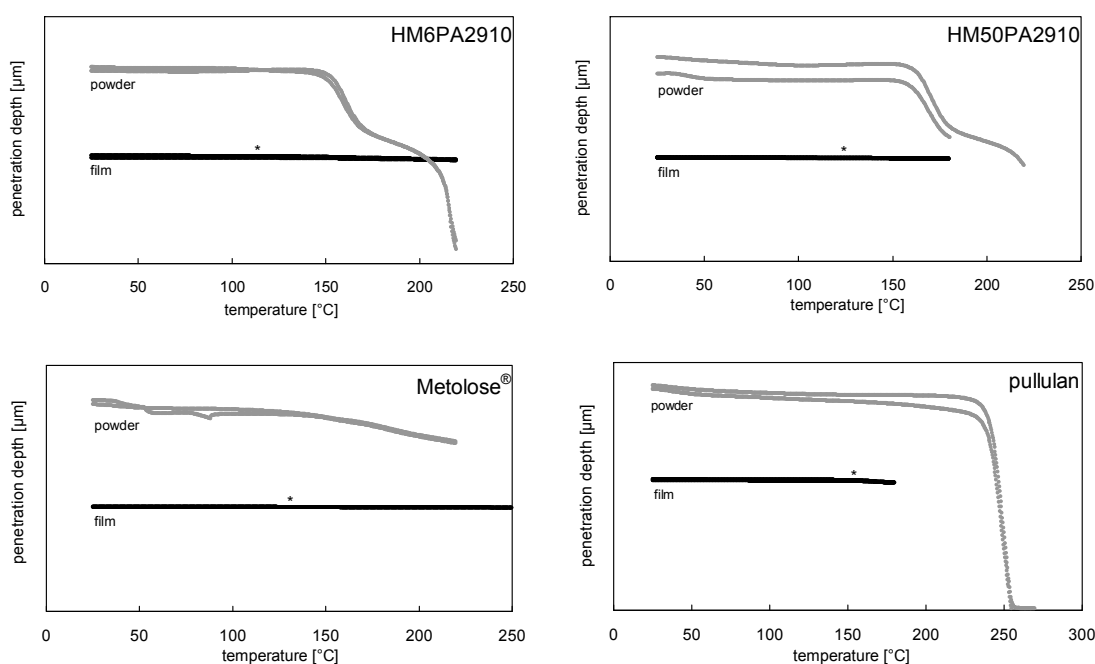 HM6PA2910
penetration depth [µm]
powder
*
film
0 50 100 150 200 250
temperature [°C]
HM50PA2910
penetration depth [µm]
powder
*
film
0 50 100 150 200 250
temperature [°C]
Metolose®
penetration depth [µm]
powder
*
film
0 50 100 150 200 250
temperature [°C]
pullulan
penetration depth [µm]
powder
*
film
0 50 100 150 200 250 300
temperature [°C]